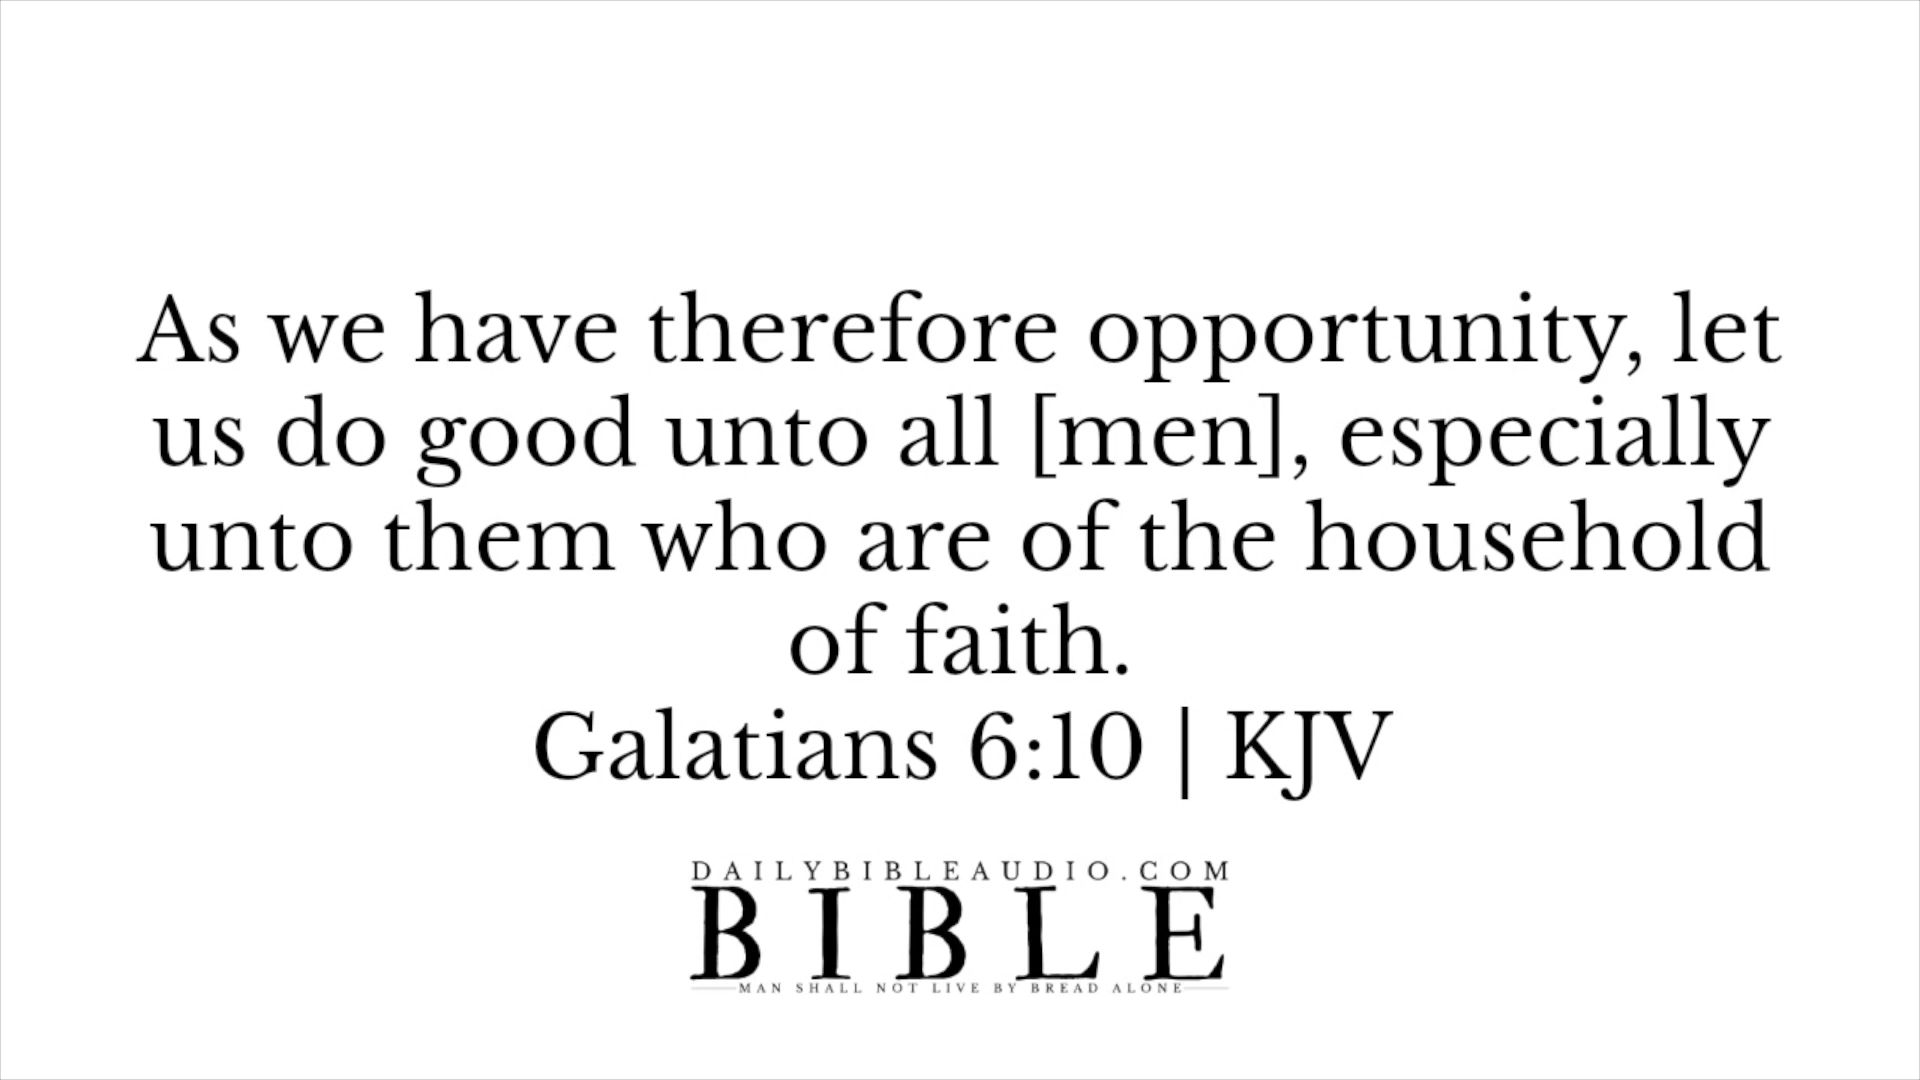 As we have therefore opportunity, let
us do good unto all [men], especially
unto them who are of the household
of faith.
Galatians 6:10 | KJV
DAILYBIBLEAUDIO.COM
BIBLE
MAN SHALL NOT LIVE BY BREAD ALONE